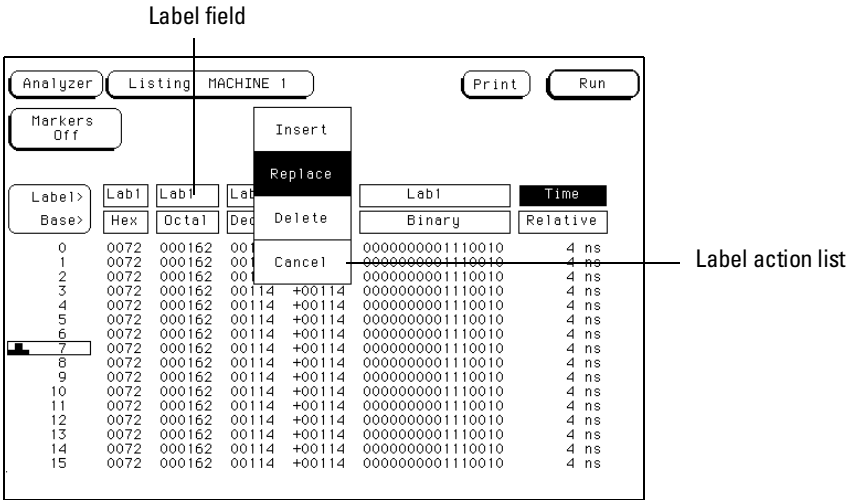 Label field
Analyzer Listing MACHINE 1 Print Run
Markers
Off
Insert
Replace
Delete
Cancel
Label action list
Label> Lab1 Lab1 Lab1 Time
Base> Hex Octal Binary Relative
0 0072 000162 0000000001110010 4 ns
1 0072 000162 0000000001110010 4 ns
2 0072 000162 0000000001110010 4 ns
3 0072 000162 00114 +00114 0000000001110010 4 ns
4 0072 000162 00114 +00114 0000000001110010 4 ns
5 0072 000162 00114 +00114 0000000001110010 4 ns
6 0072 000162 00114 +00114 0000000001110010 4 ns
7 0072 000162 00114 +00114 0000000001110010 4 ns
8 0072 000162 00114 +00114 0000000001110010 4 ns
9 0072 000162 00114 +00114 0000000001110010 4 ns
10 0072 000162 00114 +00114 0000000001110010 4 ns
11 0072 000162 00114 +00114 0000000001110010 4 ns
12 0072 000162 00114 +00114 0000000001110010 4 ns
13 0072 000162 00114 +00114 0000000001110010 4 ns
14 0072 000162 00114 +00114 0000000001110010 4 ns
15 0072 000162 00114 +00114 0000000001110010 4 ns